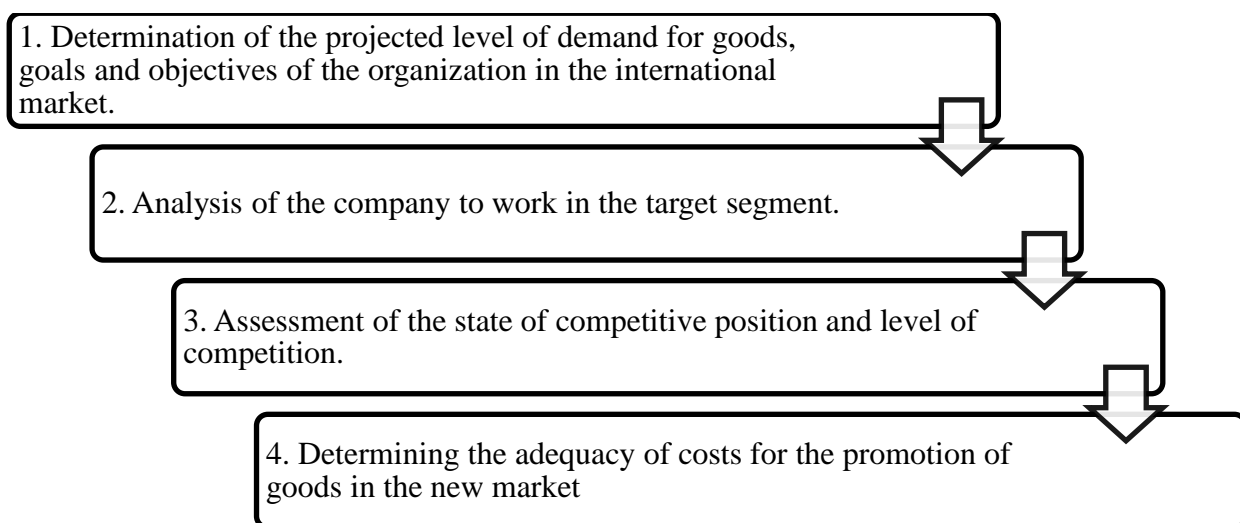 1. Determination of the projected level of demand for goods,
goals and objectives of the organization in the international
market.
2. Analysis of the company to work in the target segment.
3. Assessment of the state of competitive position and level of
competition.
4. Determining the adequacy of costs for the promotion of
goods in the new market